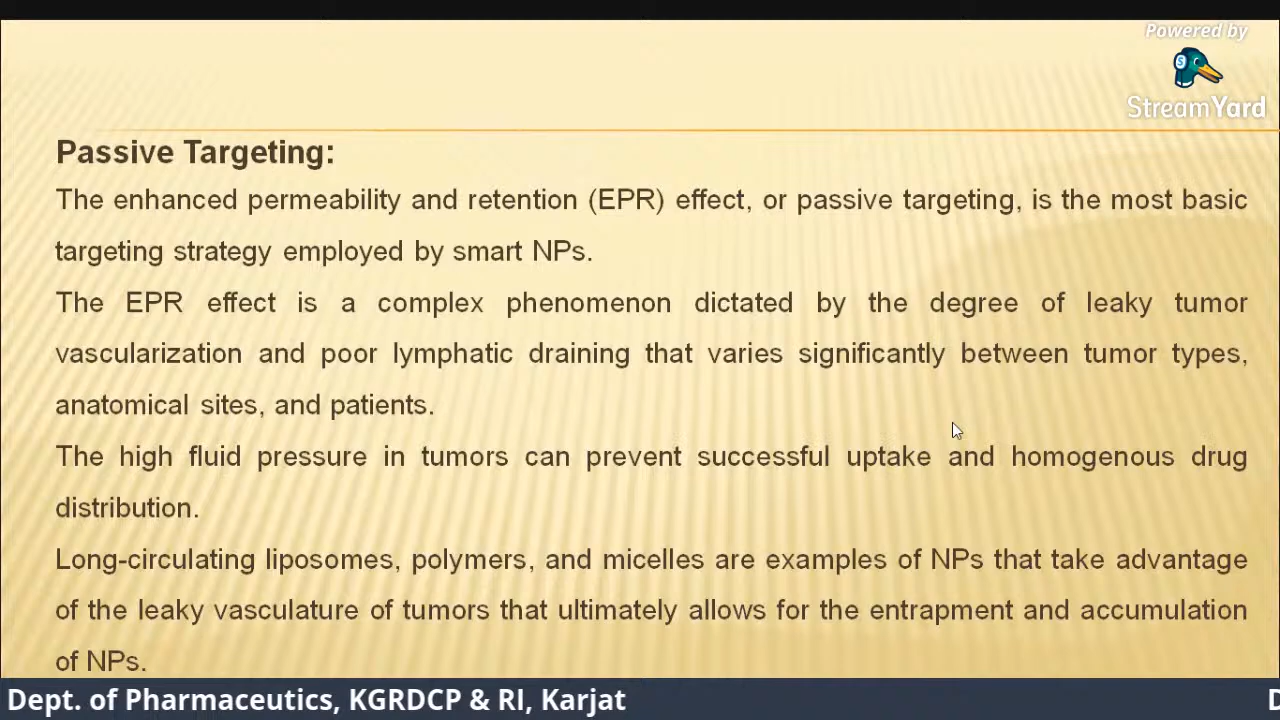 Powered by
StreamYard
Passive Targeting:
The enhanced permeability and retention (EPR) effect, or passive targeting, is the most basic
targeting strategy employed by smart NPs.
The EPR effect is a complex phenomenon dictated by the degree of leaky tumor
vascularization and poor lymphatic draining that varies significantly between tumor types,
anatomical sites, and patients.
The high fluid pressure in tumors can prevent successful uptake and homogenous drug
distribution.
Long-circulating liposomes, polymers, and micelles are examples of NPs that take advantage
of the leaky vasculature of tumors that ultimately allows for the entrapment and accumulation
of NPs.
Dept. of Pharmaceutics, KGRDCP & RI, Karjat